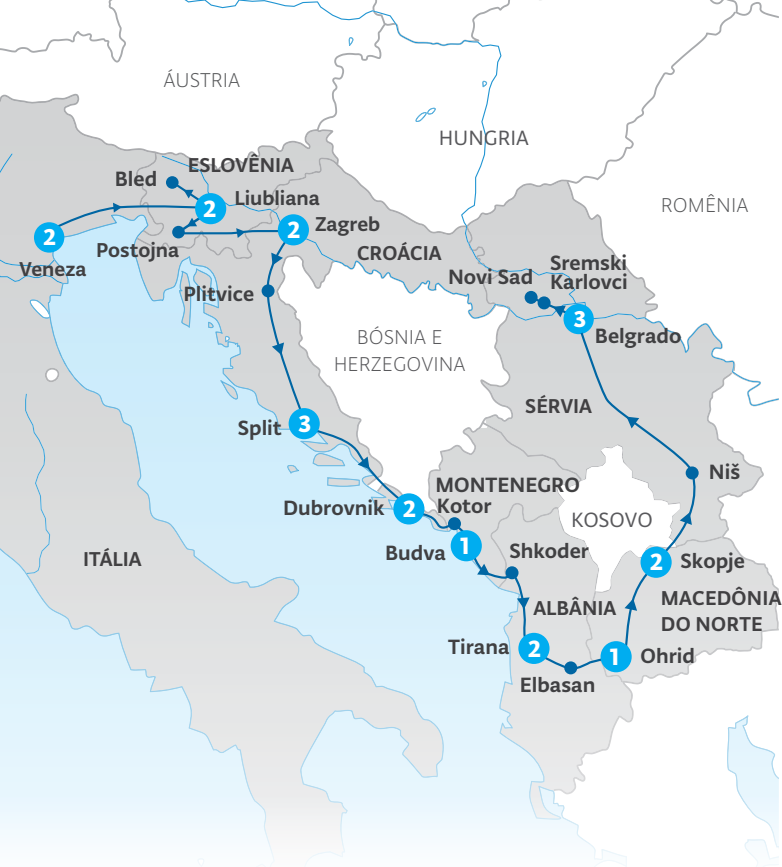 ÁUSTRIA
HUNGRIA
ROMÊNIA
ESLOVÊNIA
Bled
2
Liubliana
2
Veneza
Postojna
2
Zagreb
CROÁCIA
Plitvice
Novi Sad
Sremski
Karlovci
3
Belgrado
BÓSNIA E
HERZEGOVINA
SÉRVIA
Split
3
Niš
MONTENEGRO
Dubrovnik
2
Kotor
KOSOVO
Budva
1
Shkoder
2
Skopje
ITÁLIA
ALBÂNIA
MACEDÔNIA
DO NORTE
Tirana
2
1
Ohrid
Elbasan